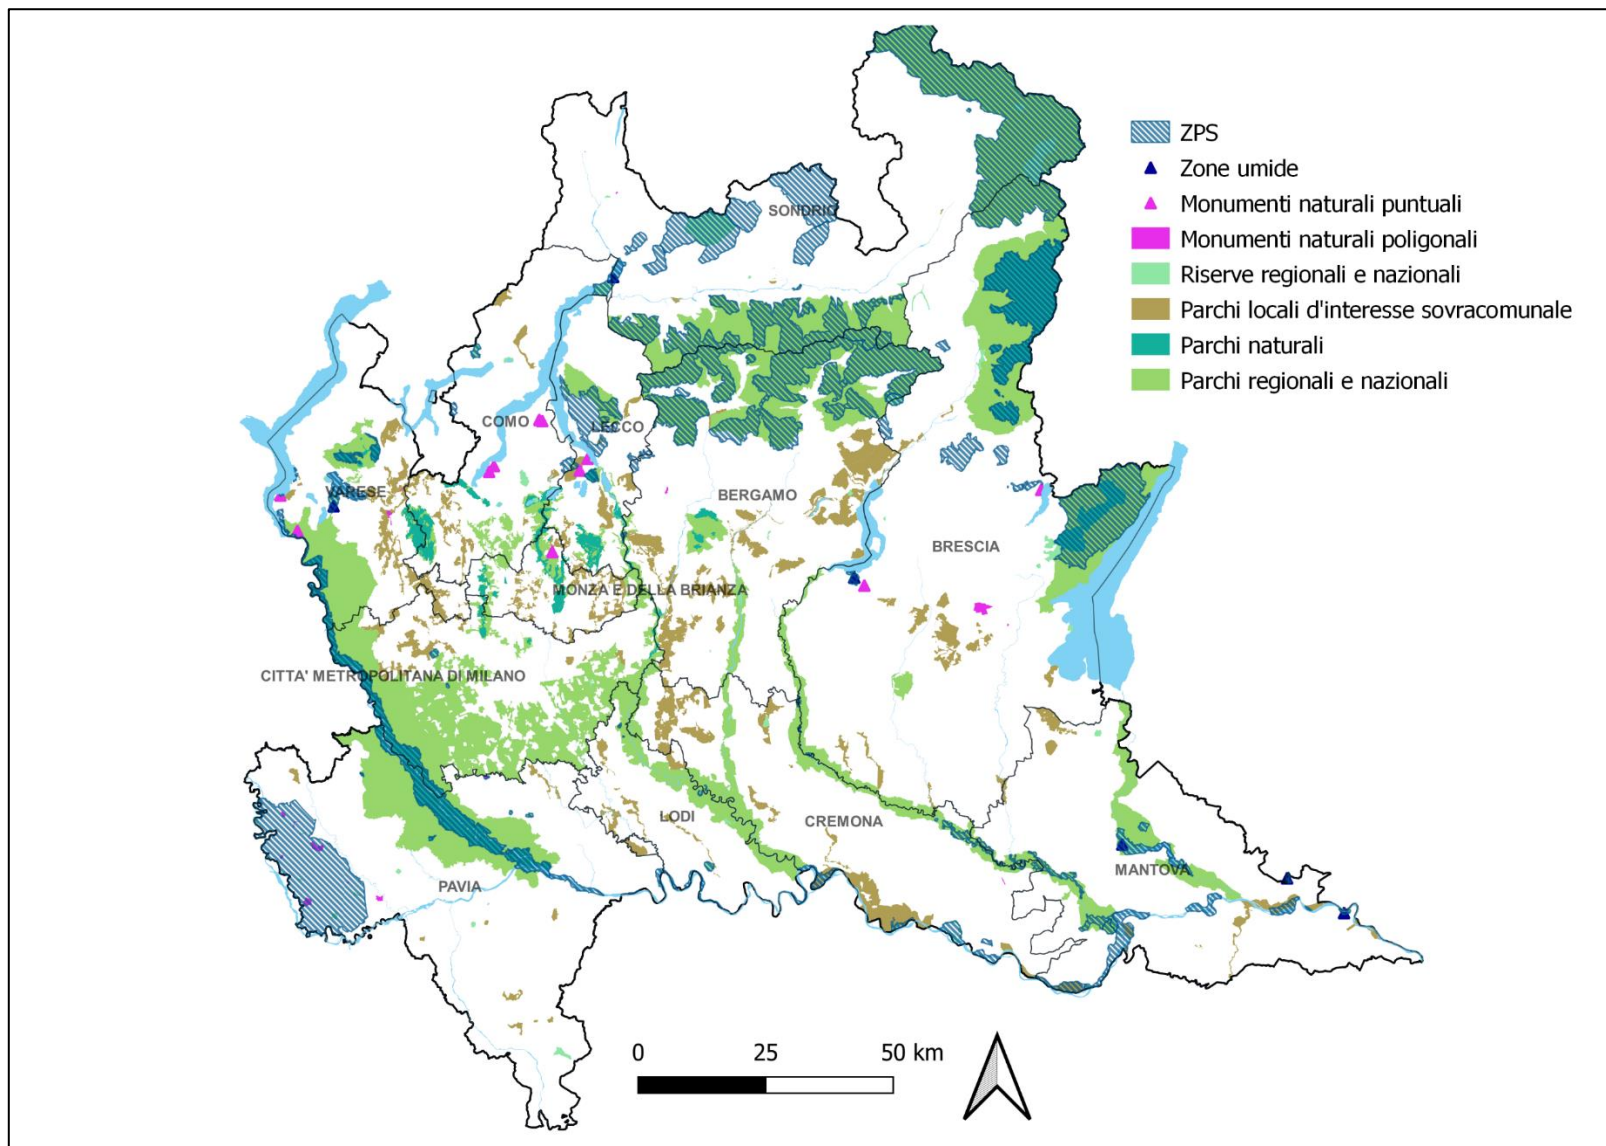 ZPS
Zone umide
Monumenti naturali puntuali
Monumenti naturali poligonali
Riserve regionali e nazionali
Parchi locali d'interesse sovracomunale
Parchi naturali
Parchi regionali e nazionali
SONDRIO
COMO
LECCO
VARESE
BERGAMO
BRESCIA
MONZA E DELLA BRIANZA
CITTA' METROPOLITANA DI MILANO
LODI
CREMONA
MANTOVA
PAVIA
0 25 50 km